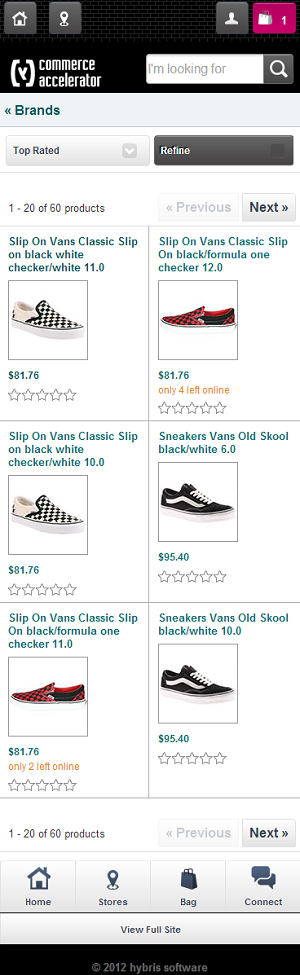 1
commerce
accelerator
I'm looking for
« Brands
Top Rated
Refine
1 - 20 of 60 products
« Previous
Next »
Slip On Vans Classic Slip
on black white
checker/white 11.0
$81.76
Slip On Vans Classic Slip
On black/formula one
checker 12.0
$81.76
only 4 left online
Slip On Vans Classic Slip
on black white
checker/white 10.0
$81.76
Sneakers Vans Old Skool
black/white 6.0
$95.40
Slip On Vans Classic Slip
On black/formula one
checker 11.0
$81.76
only 2 left online
Sneakers Vans Old Skool
black/white 10.0
$95.40
1 - 20 of 60 products
« Previous
Next »
Home
Stores
Bag
Connect
View Full Site
© 2012 hybris software